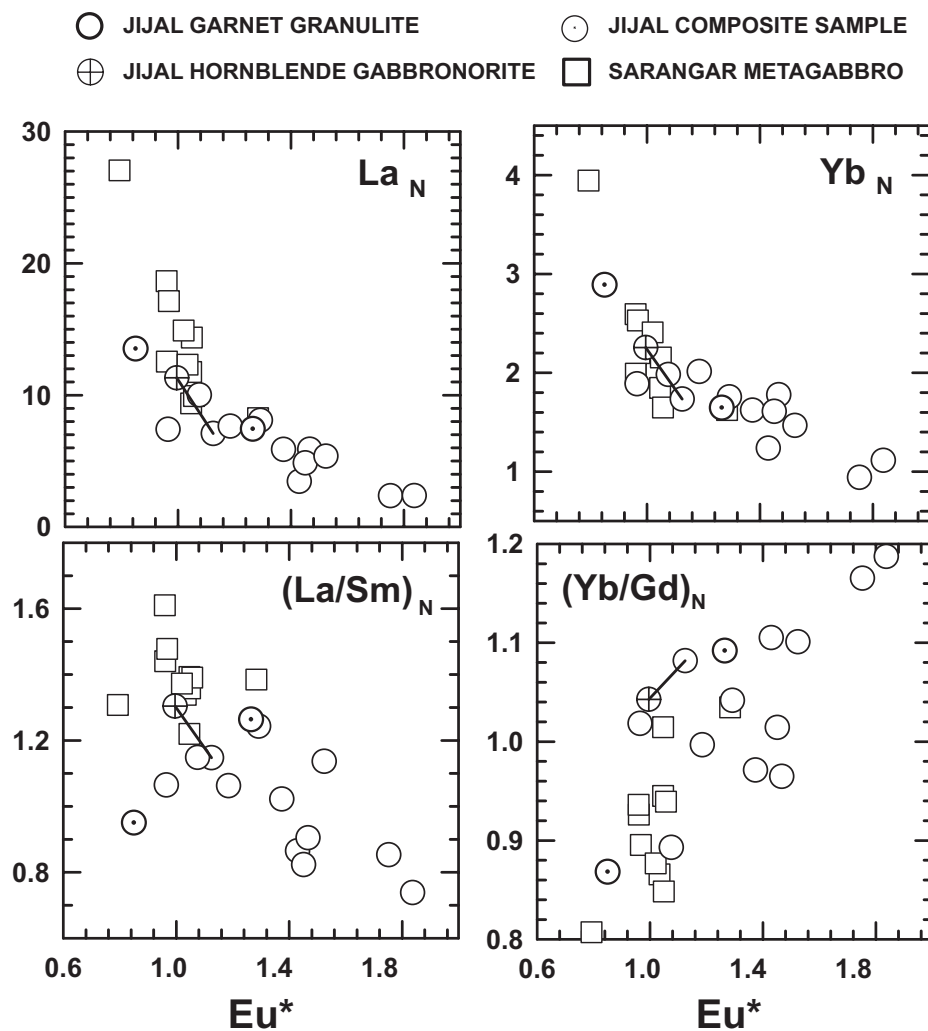 JIJAL GARNET GRANULITE
JIJAL COMPOSITE SAMPLE
JIJAL HORNBLENDE GABBRONORITE
SARANGAR METAGABBRO
30
20
10
0
La N
4
3
2
1
Yb N
1.6
1.2
0.8
(La/Sm)N
0.6
1.0
1.4
1.8
Eu*
1.2
1.1
1.0
0.9
0.8
(Yb/Gd)N
0.6
1.0
1.4
1.8
Eu*